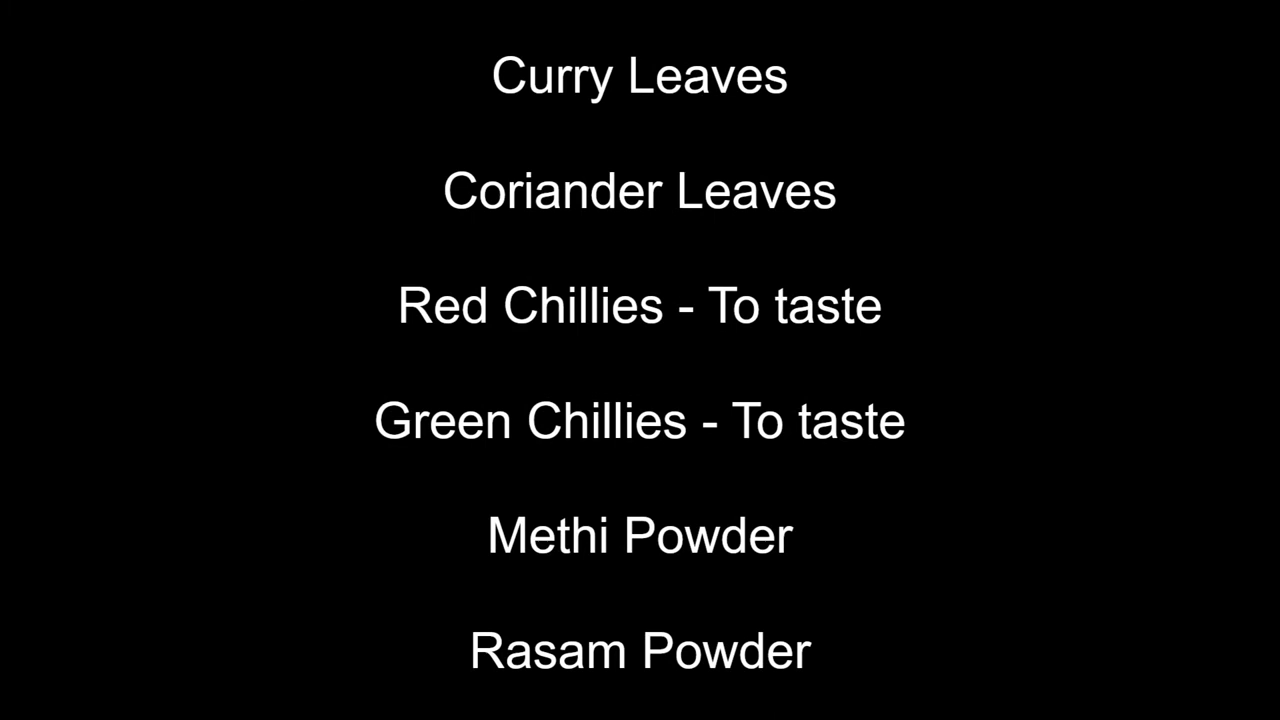 Curry Leaves
Coriander Leaves
Red Chillies - To taste
Green Chillies - To taste
Methi Powder
Rasam Powder